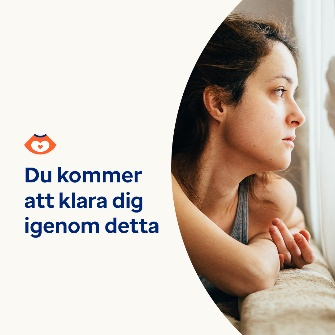 Du kommer
att klara dig
igenom detta